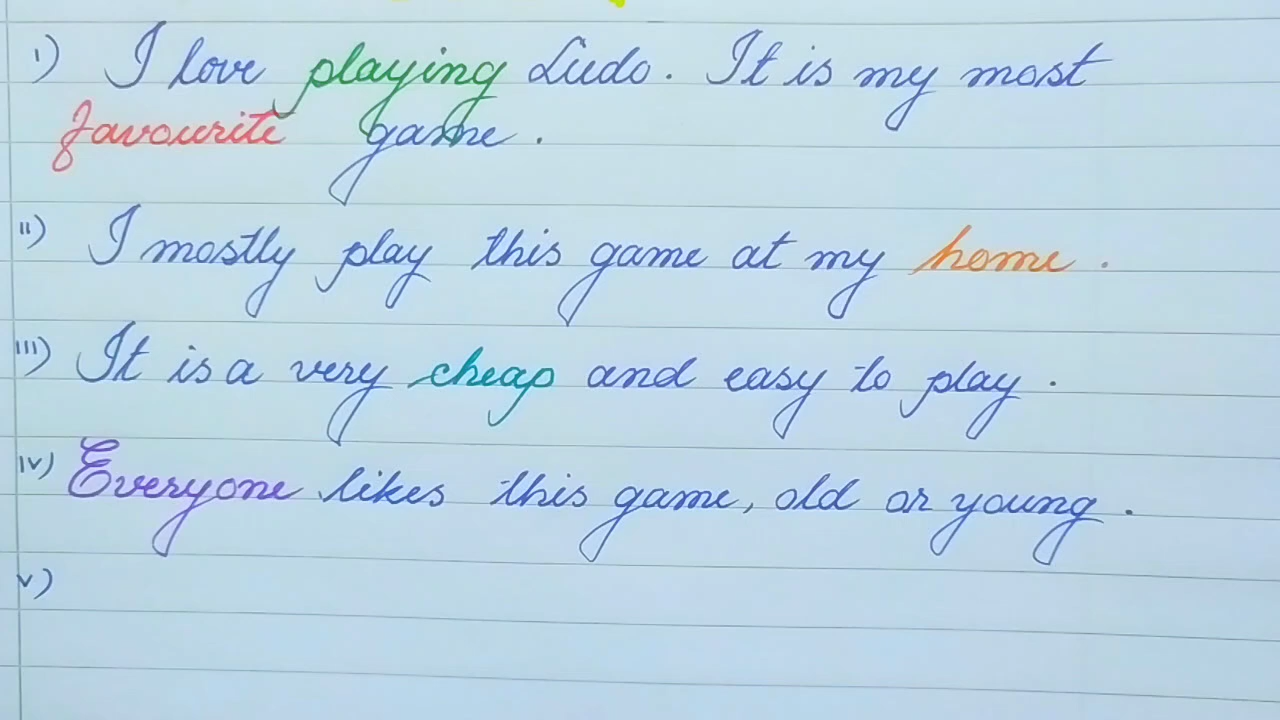 i) I love playing Ludo. It is my most
favourite game.
ii) I mostly play this game at my home.
iii) It is a very cheap and easy to play.
iv) Everyone likes this game, old or young.
v)